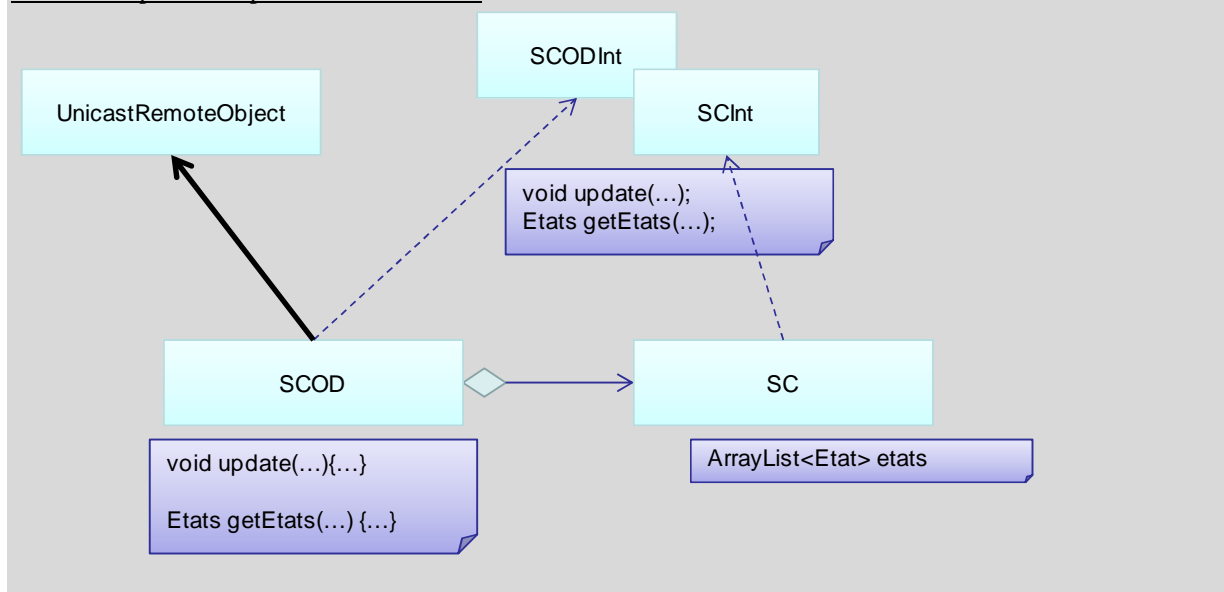 SCODInt
UnicastRemoteObject
SCInt
void update(…);
Etats getEtats(…);
SCOD
SC
void update(…){…}
Etats getEtats(…) {…}
ArrayList<Etat> etats